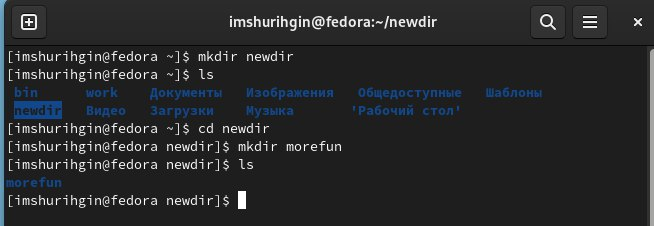 imshurihgin@fedora:~/newdir
[imshurihgin@fedora ~]$ mkdir newdir
[imshurihgin@fedora ~]$ ls
bin work Документы Изображения Общедоступные Шаблоны
newdir Видео Загрузки Музыка 'Рабочий стол'
[imshurihgin@fedora ~]$ cd newdir
[imshurihgin@fedora newdir]$ mkdir morefun
[imshurihgin@fedora newdir]$ ls
morefun
[imshurihgin@fedora newdir]$